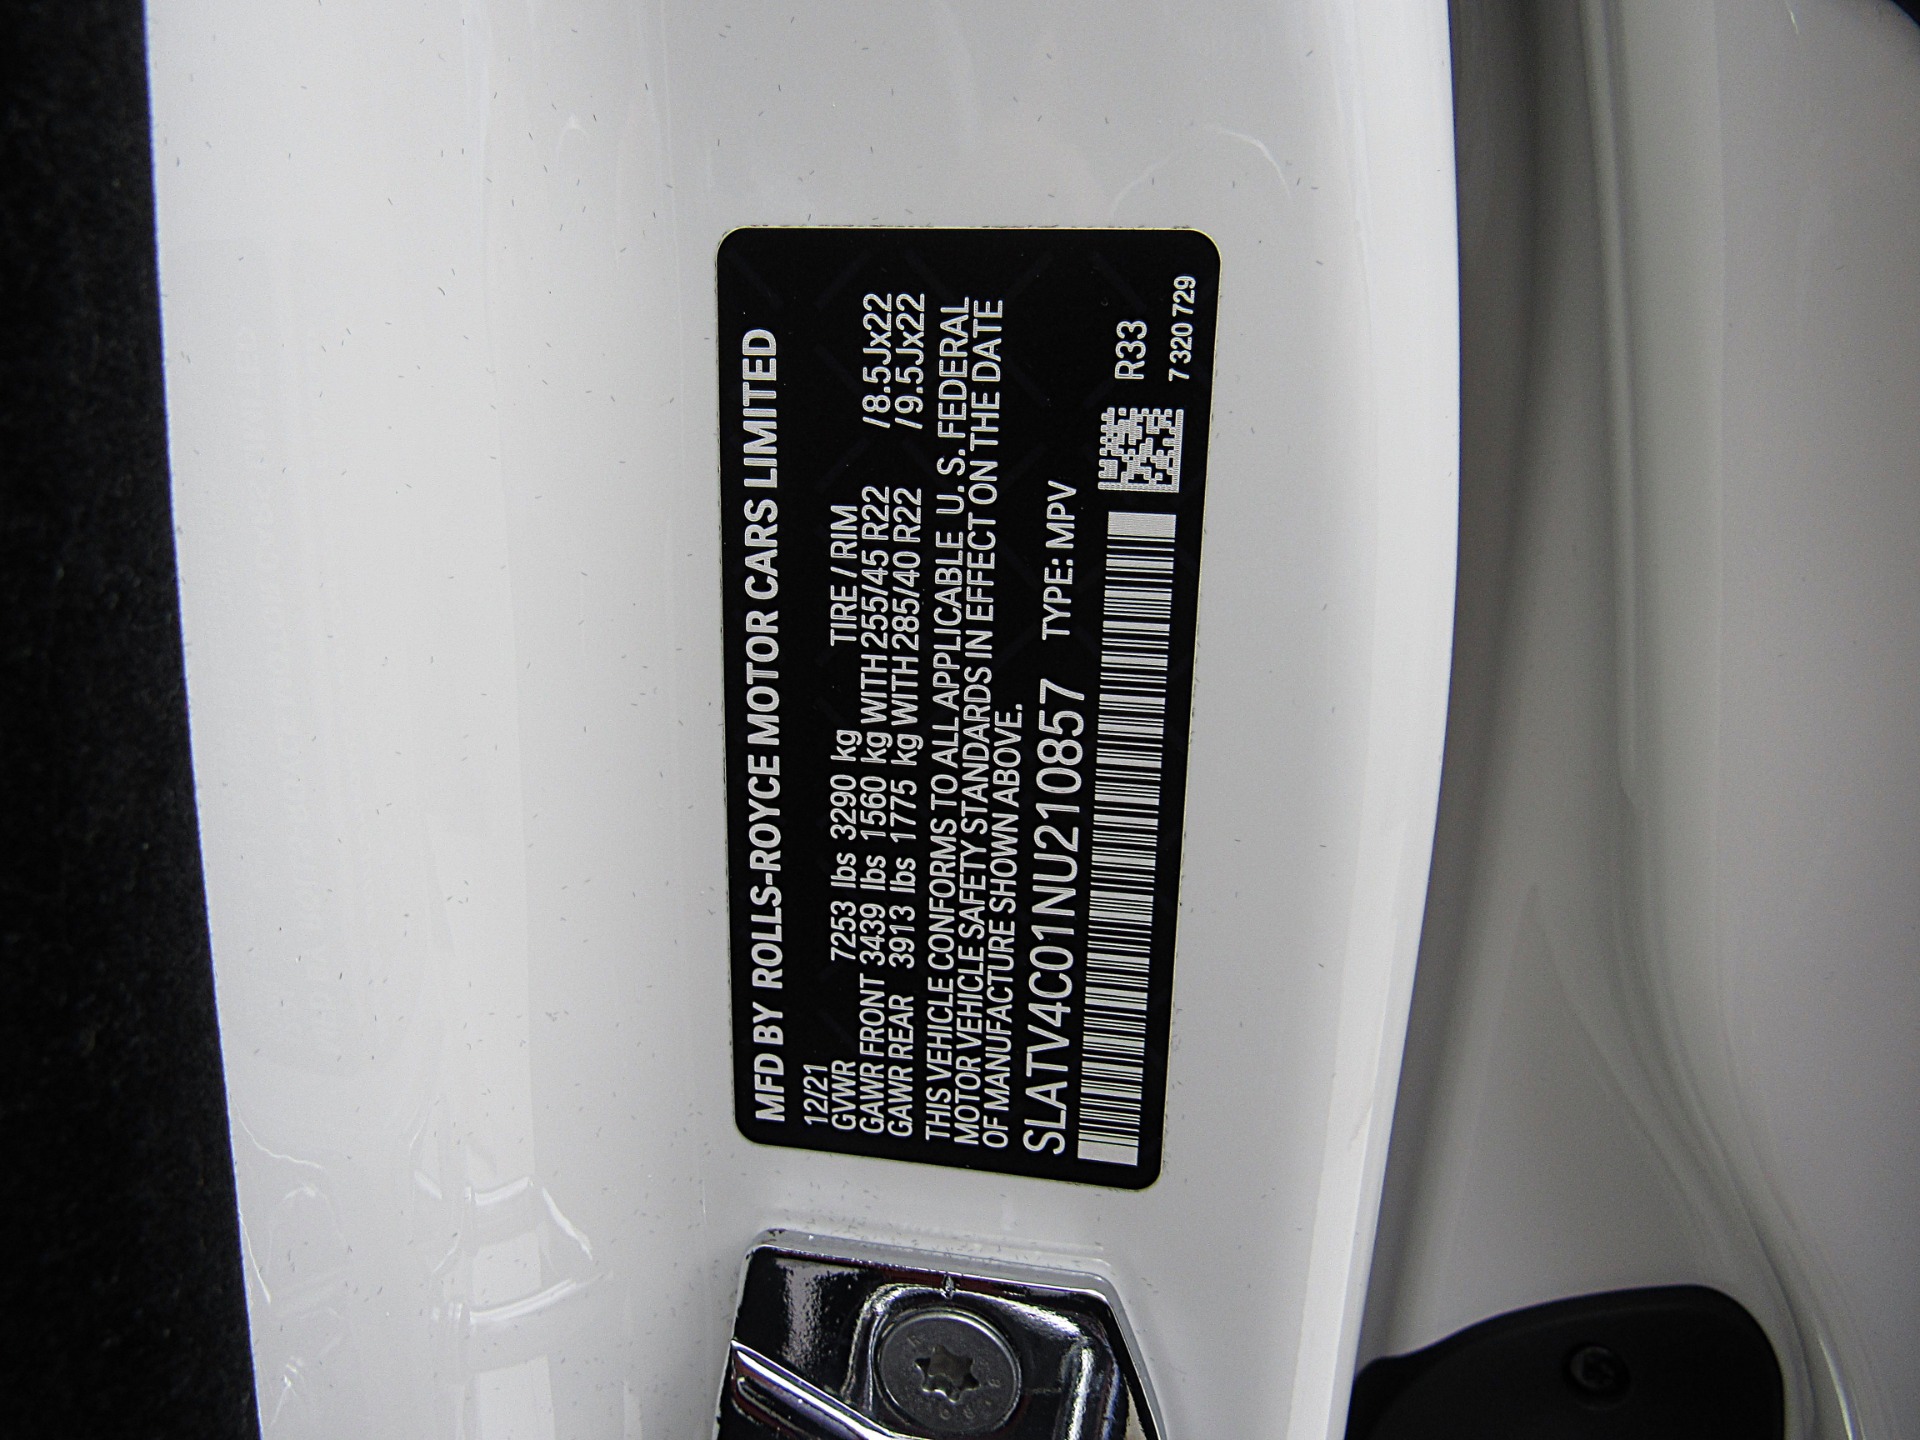 MFD BY ROLLS-ROYCE MOTOR CARS LIMITED
12/21
GVWR 7253 lbs 3290 kg TIRE / RIM
GAWR FRONT 3439 lbs 1560 kg WITH 255/45 R22 /8.5Jx22
GAWR REAR 3913 lbs 1775 kg WITH 285/40 R22 /9.5Jx22
THIS VEHICLE CONFORMS TO ALL APPLICABLE U.S. FEDERAL
MOTOR VEHICLE SAFETY STANDARDS IN EFFECT ON THE DATE
OF MANUFACTURE SHOWN ABOVE.
SLATV4C01NU210857 TYPE: MPV
R33
7 320 729